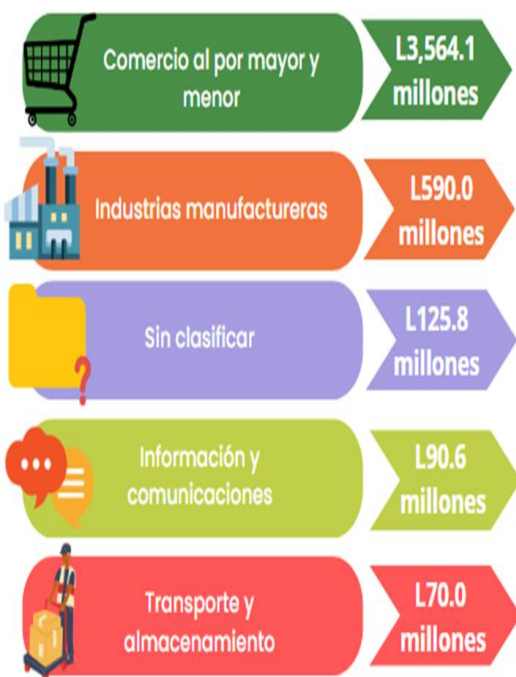 Comercio al por mayor y
menor
L3,564.1
millones
Industrias manufactureras
L590.0
millones
Sin clasificar
L125.8
millones
?
Información y
comunicaciones
L90.6
millones
Transporte y
almacenamiento
L70.0
millones